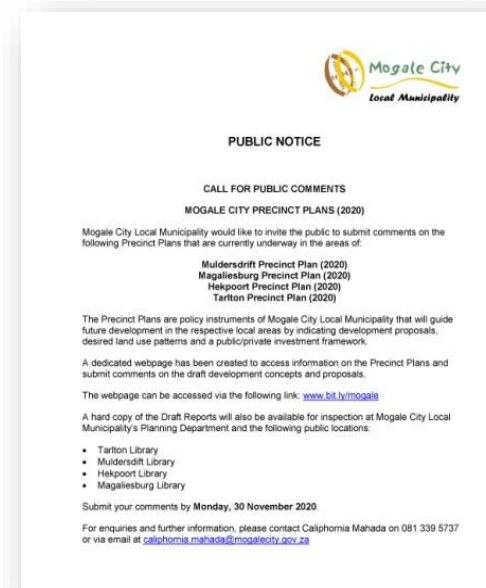 Mogale City
Local Municipality
PUBLIC NOTICE
CALL FOR PUBLIC COMMENTS
MOGALE CITY PRECINCT PLANS (2020)
Mogale City Local Municipality would like to invite the public to submit comments on the
following Precinct Plans that are currently underway in the areas of:
Muldersdrift Precinct Plan (2020)
Magaliesburg Precinct Plan (2020)
Hekpoort Precinct Plan (2020)
Tarlton Precinct Plan (2020)
The Precinct Plans are policy instruments of Mogale City Local Municipality that will guide
future development in the respective local areas by indicating development proposals,
desired land use patterns and a public/private investment framework.
A dedicated webpage has been created to access information on the Precinct Plans and
submit comments on the draft development concepts and proposals.
The webpage can be accessed via the following link: www.bit.ly/mogale
A hard copy of the Draft Reports will also be available for inspection at Mogale City Local
Municipality's Planning Department and the following public locations:
• Tarlton Library
• Muldersdift Library
• Hekpoort Library
• Magaliesburg Library
Submit your comments by Monday, 30 November 2020.
For enquiries and further information, please contact Caliphornia Mahada on 081 339 5737
or via email at caliphornia.mahada@mogalecity.gov.za